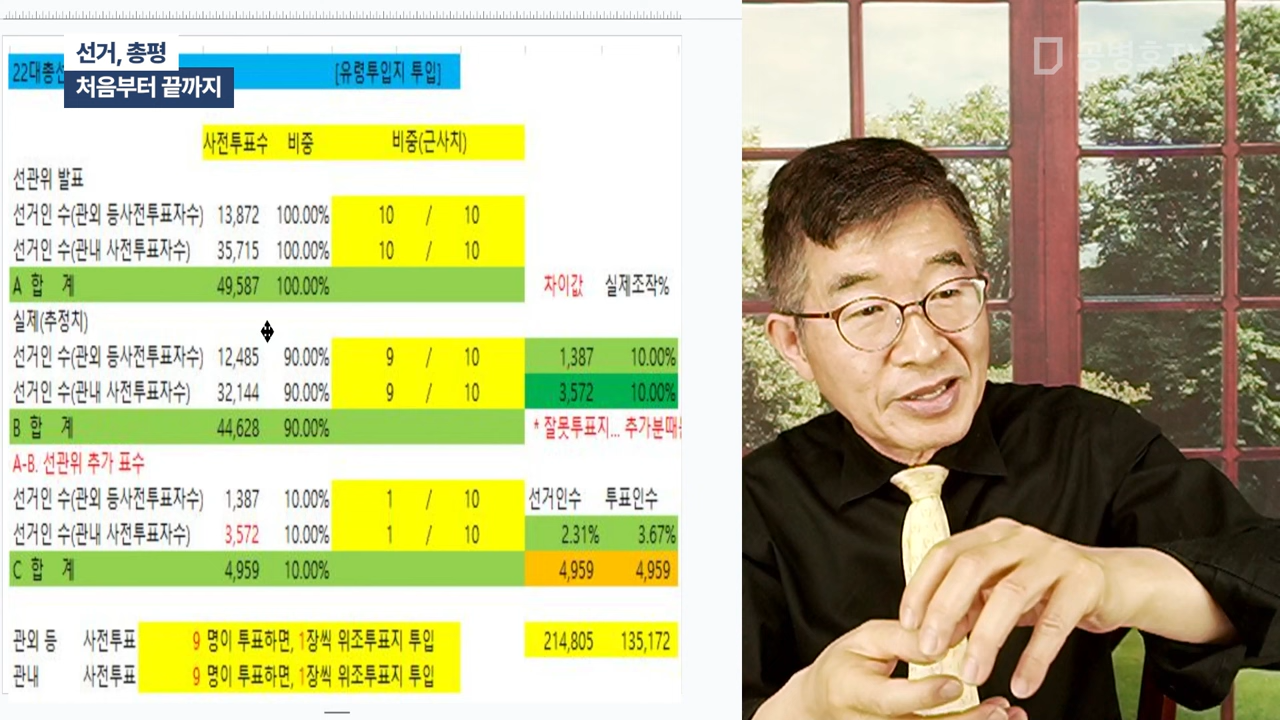 선거, 총평
처음부터 끝까지
22대총선 [유령투입지 투입]
사전투표수 비중 비중(근사치)
선관위 발표
선거인 수(관외 등사전투표자수) 13,872 100.00% 10 / 10
선거인 수(관내 사전투표자수) 35,715 100.00% 10 / 10
A 합 계 49,587 100.00% 차이값 실제조작%
실제(추정치)
선거인 수(관외 등사전투표자수) 12,485 90.00% 9 / 10 1,387 10.00%
선거인 수(관내 사전투표자수) 32,144 90.00% 9 / 10 3,572 10.00%
B 합 계 44,628 90.00% * 잘못투표지... 추가분때
A-B. 선관위 추가 표수
선거인 수(관외 등사전투표자수) 1,387 10.00% 1 / 10 선거인수 투표인수
선거인 수(관내 사전투표자수) 3,572 10.00% 1 / 10 2.31% 3.67%
C 합 계 4,959 10.00% 4,959 4,959
관외 등 사전투표 9 명이 투표하면, 1장씩 위조투표지 투입 214,805 135,172
관내 사전투표 9 명이 투표하면, 1장씩 위조투표지 투입
공병호TV